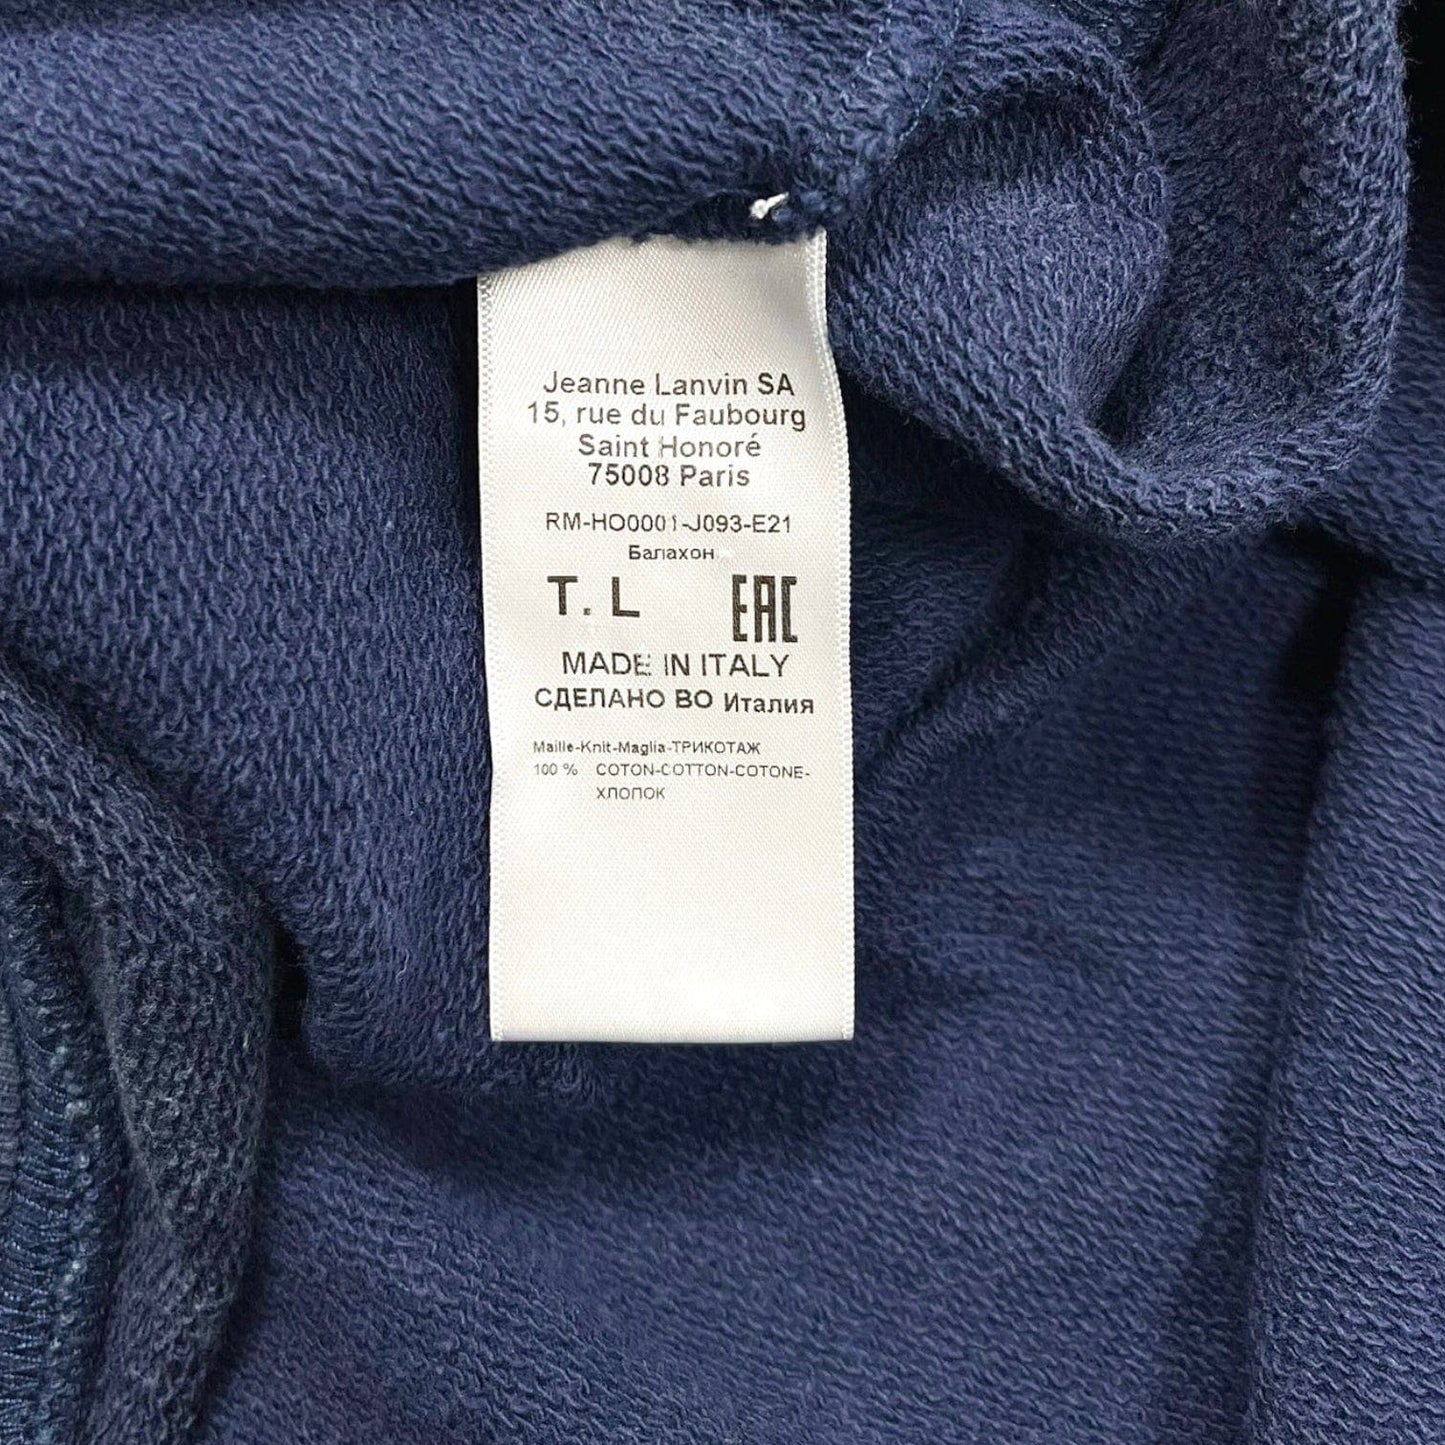 Jeanne Lanvin SA
15, rue du Faubourg
Saint Honoré
75008 Paris
RM-HO0001-J093-E21
Балахон
T. L EAC
MADE IN ITALY
СДЕЛАНО ВО Италия
Maille-Knit-Maglia-ТРИКОТАЖ
100 % COTON-COTTON-COTONE-
ХЛОПОК